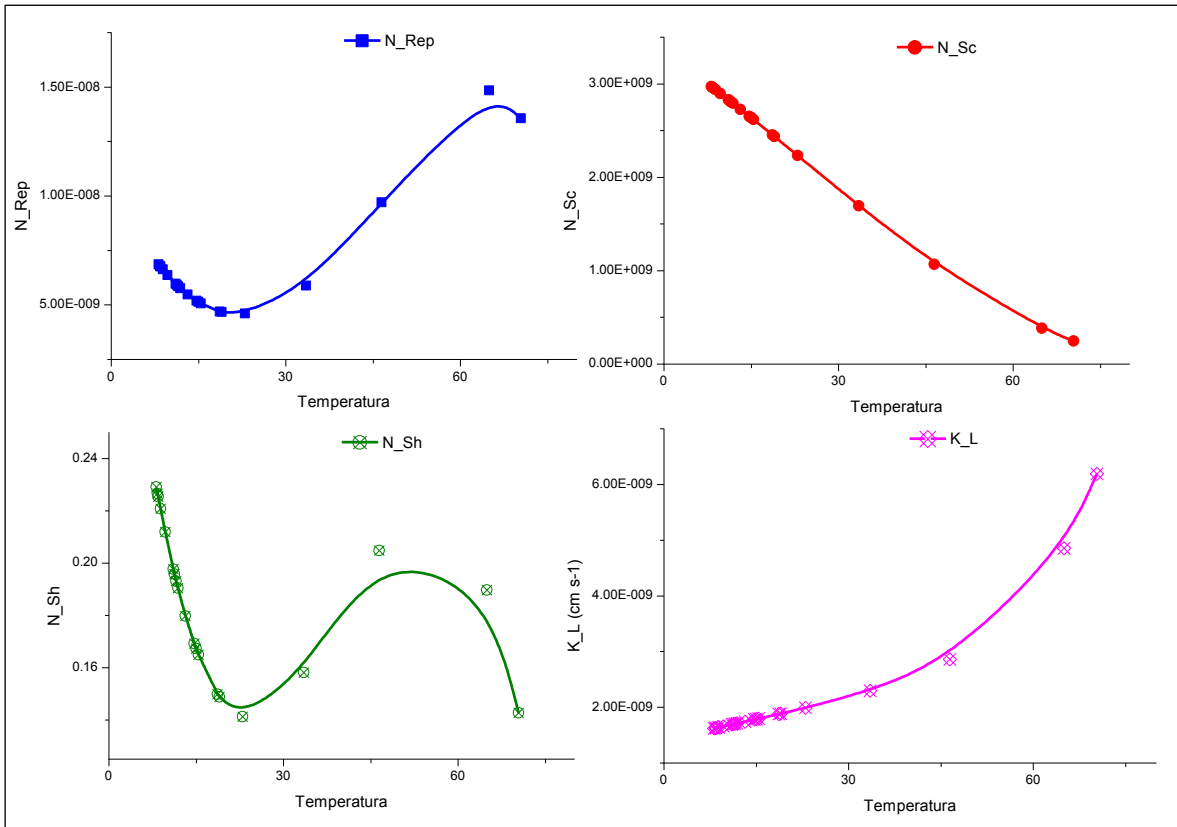 N_Rep
1.50E-008
1.00E-008
5.00E-009
N_Rep
0
30
60
Temperatura
N_Sc
3.00E+009
2.00E+009
1.00E+009
0.00E+000
N_Sc
0
30
60
Temperatura
N_Sh
0.24
0.20
0.16
N_Sh
0
30
60
Temperatura
K_L
6.00E-009
4.00E-009
2.00E-009
K_L (cm s-1)
0
30
60
Temperatura